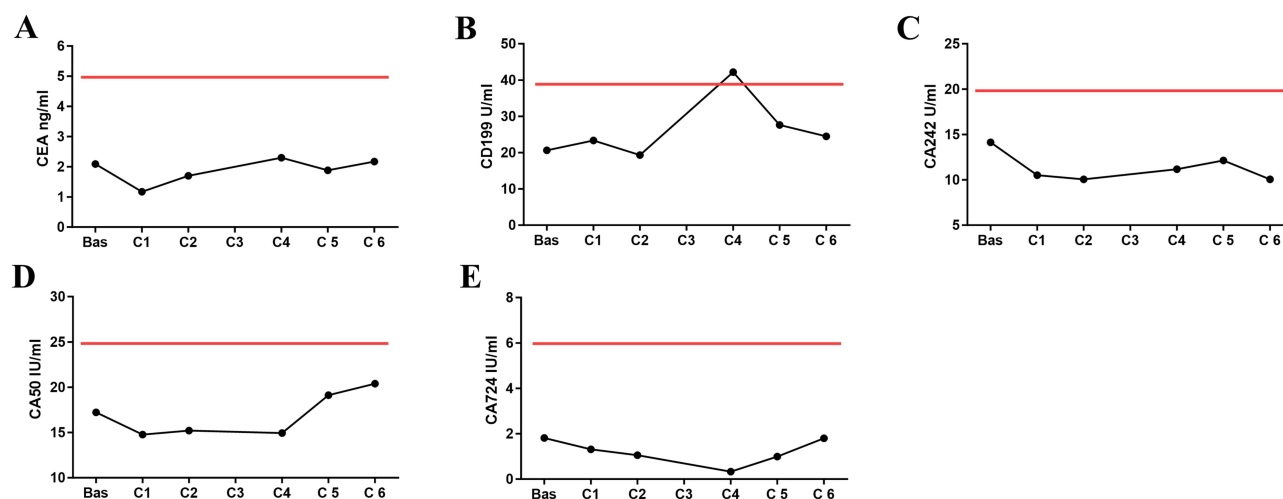 A
CEA ng/ml
6
5
4
3
2
1
0
Bas C1 C2 C3 C4 C 5 C 6
B
CD199 U/ml
50
40
30
20
10
0
Bas C1 C2 C3 C4 C 5 C 6
C
CA242 U/ml
25
20
15
10
5
Bas C1 C2 C3 C4 C 5 C 6
D
CA50 IU/ml
30
25
20
15
10
Bas C1 C2 C3 C4 C 5 C 6
E
CA724 IU/ml
8
6
4
2
0
Bas C1 C2 C3 C4 C 5 C 6